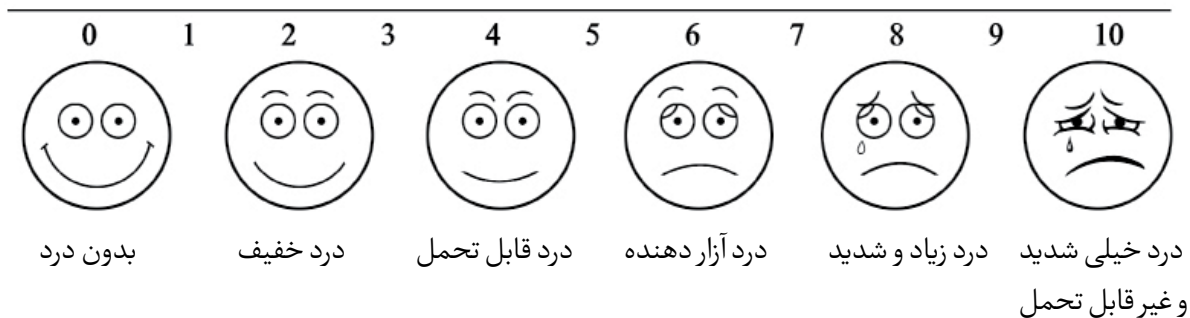 0 1 2 3 4 5 6 7 8 9 10
بدون درد درد خفیف درد قابل تحمل درد آزار دهنده درد زیاد و شدید درد خیلی شدید
و غیر قابل تحمل